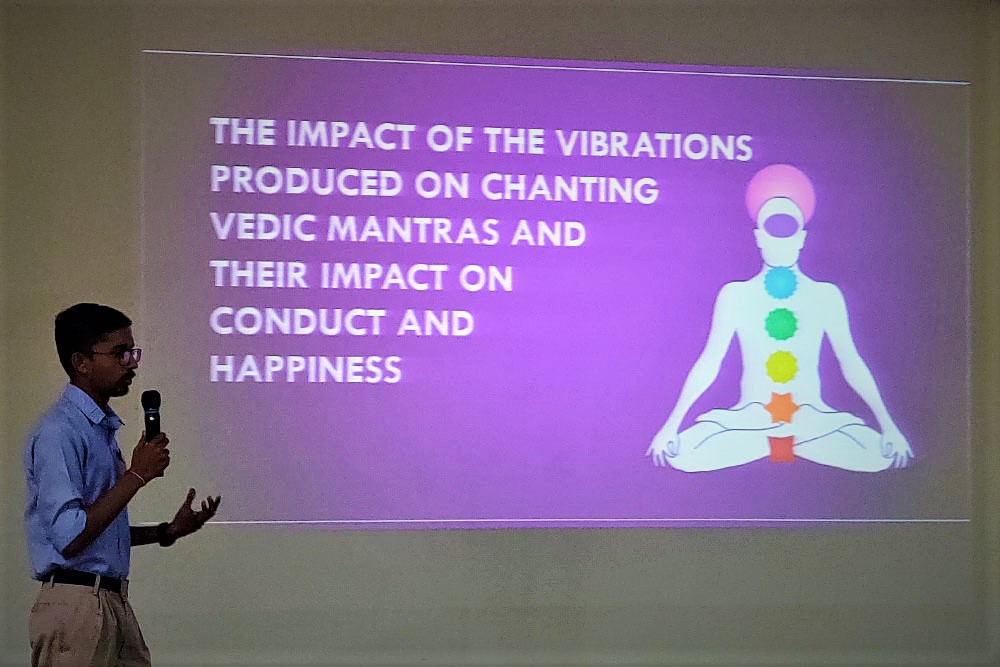 THE IMPACT OF THE VIBRATIONS
PRODUCED ON CHANTING
VEDIC MANTRAS AND
THEIR IMPACT ON
CONDUCT AND
HAPPINESS